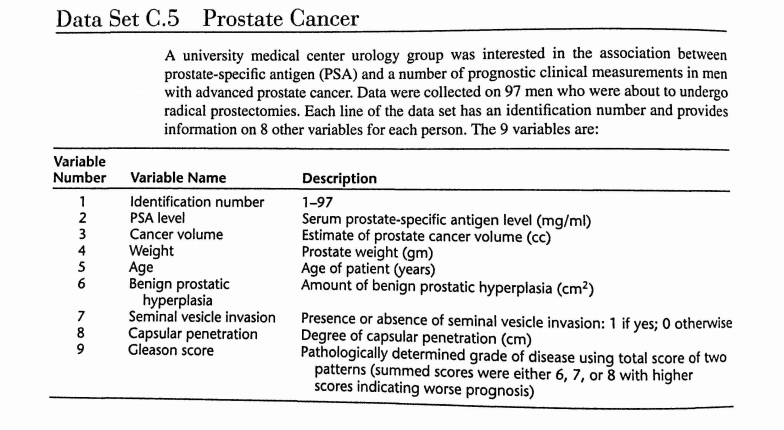 Data Set C.5 Prostate Cancer
A university medical center urology group was interested in the association between
prostate-specific antigen (PSA) and a number of prognostic clinical measurements in men
with advanced prostate cancer. Data were collected on 97 men who were about to undergo
radical prostectomies. Each line of the data set has an identification number and provides
information on 8 other variables for each person. The 9 variables are:
Variable
Number Variable Name Description
1 Identification number 1–97
2 PSA level Serum prostate-specific antigen level (mg/ml)
3 Cancer volume Estimate of prostate cancer volume (cc)
4 Weight Prostate weight (gm)
5 Age Age of patient (years)
6 Benign prostatic Amount of benign prostatic hyperplasia (cm²)
hyperplasia
7 Seminal vesicle invasion Presence or absence of seminal vesicle invasion: 1 if yes; 0 otherwise
8 Capsular penetration Degree of capsular penetration (cm)
9 Gleason score Pathologically determined grade of disease using total score of two
patterns (summed scores were either 6, 7, or 8 with higher
scores indicating worse prognosis)